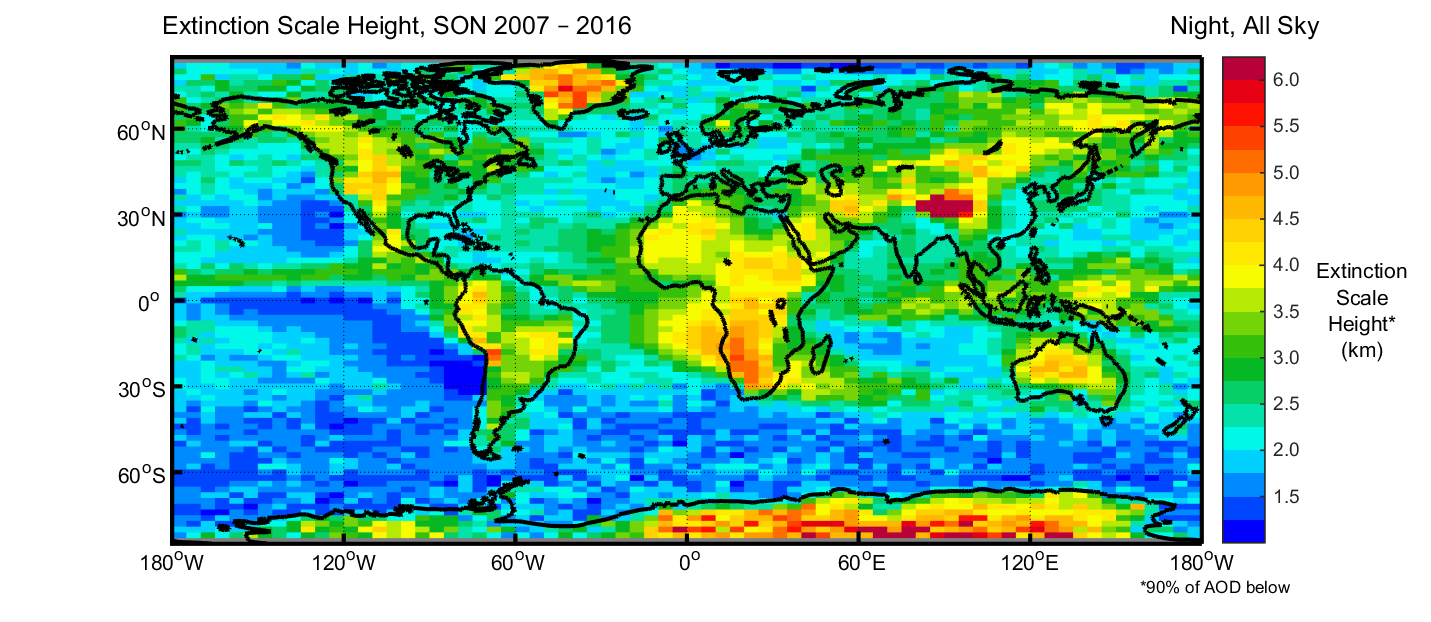 Extinction Scale Height, SON 2007 – 2016
Night, All Sky
60°N
30°N
0°
30°S
60°S
180°W
120°W
60°W
0°
60°E
120°E
180°W
6.0
5.5
5.0
4.5
4.0
3.5
3.0
2.5
2.0
1.5
Extinction
Scale
Height*
(km)
*90% of AOD below